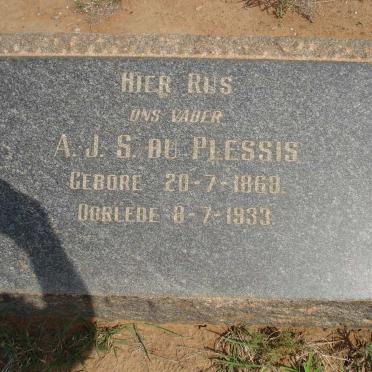 HIER RUS
ONS VADER
A. J. S. DU PLESSIS
GEBORE 20-7-1869.
OORLEDE 8-7-1933.